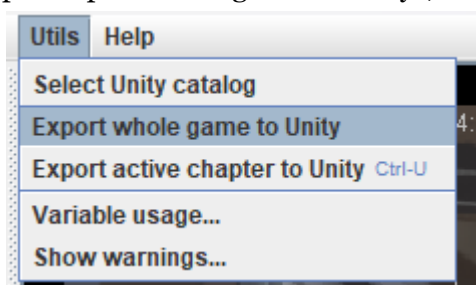 Utils Help
Select Unity catalog
Export whole game to Unity
4:
Export active chapter to Unity Ctrl-U
Variable usage...
Show warnings...